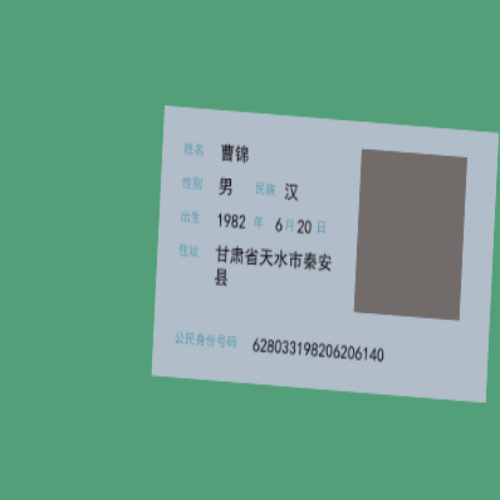 姓名 曹锦
性别 男 民族 汉
出生 1982 年 6 月 20 日
住址 甘肃省天水市秦安
县
公民身份号码 628033198206206140